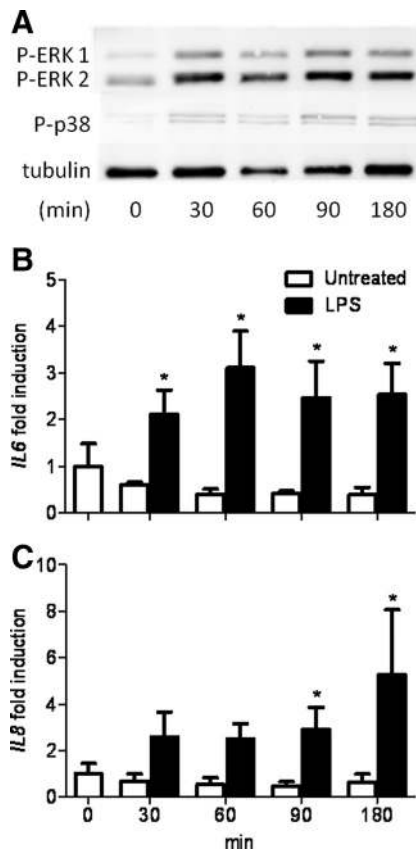 A
P-ERK 1
P-ERK 2
P-p38
tubulin
(min) 0 30 60 90 180
B
Untreated
LPS
IL6 fold induction
5
4
3
2
1
0
* * * *
C
IL8 fold induction
10
8
6
4
2
0
* *
0 30 60 90 180
min